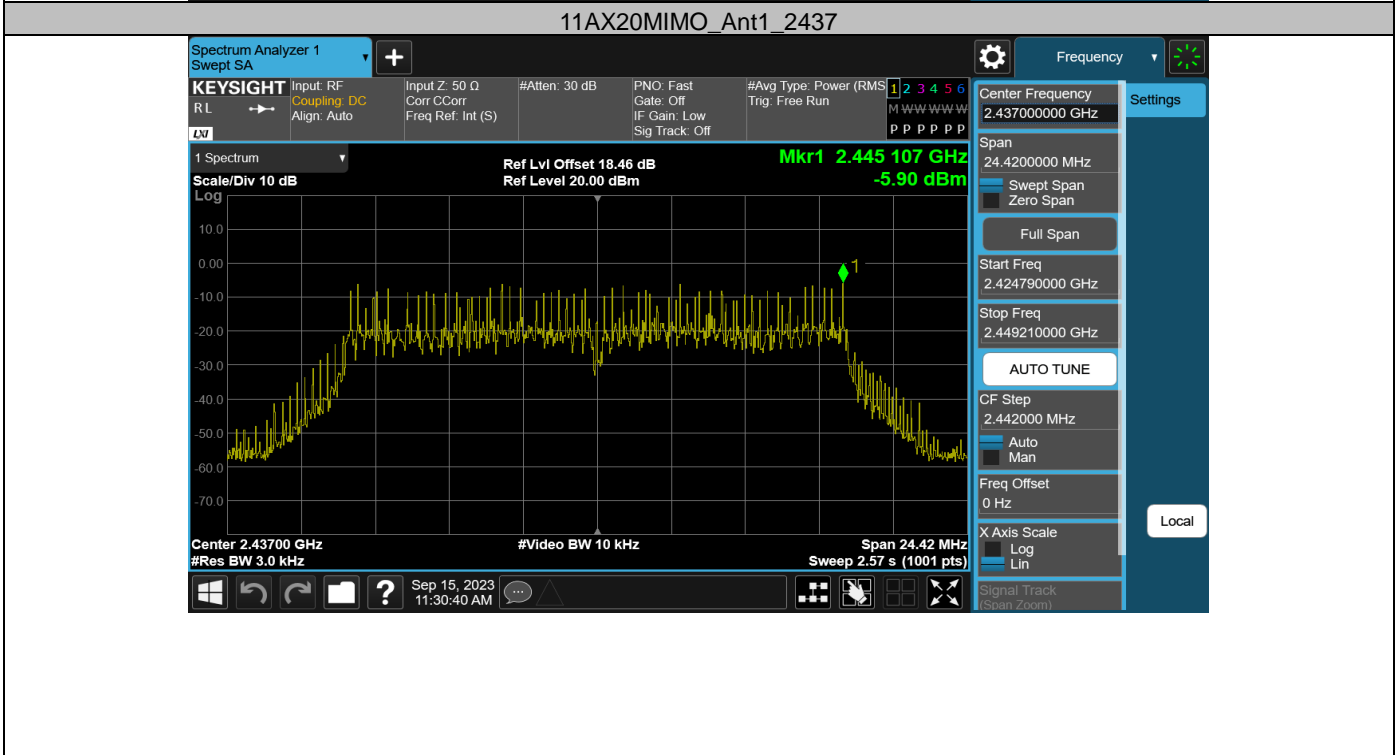 11AX20MIMO_Ant1_2437
Spectrum Analyzer 1
Swept SA
Frequency
KEYSIGHT
R L
LXI
Input: RF
Coupling: DC
Align: Auto
Input Z: 50 Ω
Corr CCorr
Freq Ref: Int (S)
#Atten: 30 dB
PNO: Fast
Gate: Off
IF Gain: Low
Sig Track: Off
#Avg Type: Power (RMS
Trig: Free Run
1 2 3 4 5 6
M W W W W W
P P P P P P
1 Spectrum
Scale/Div 10 dB
Ref Lvl Offset 18.46 dB
Ref Level 20.00 dBm
Mkr1 2.445 107 GHz
-5.90 dBm
Log
10.0
0.00
-10.0
-20.0
-30.0
-40.0
-50.0
-60.0
-70.0
1
Center 2.43700 GHz
#Video BW 10 kHz
Span 24.42 MHz
#Res BW 3.0 kHz
Sweep 2.57 s (1001 pts)
Sep 15, 2023
11:30:40 AM
Center Frequency
2.437000000 GHz
Settings
Span
24.4200000 MHz
Swept Span
Zero Span
Full Span
Start Freq
2.424790000 GHz
Stop Freq
2.449210000 GHz
AUTO TUNE
CF Step
2.442000 MHz
Auto
Man
Freq Offset
0 Hz
Local
X Axis Scale
Log
Lin
Signal Track
(Span Zoom)